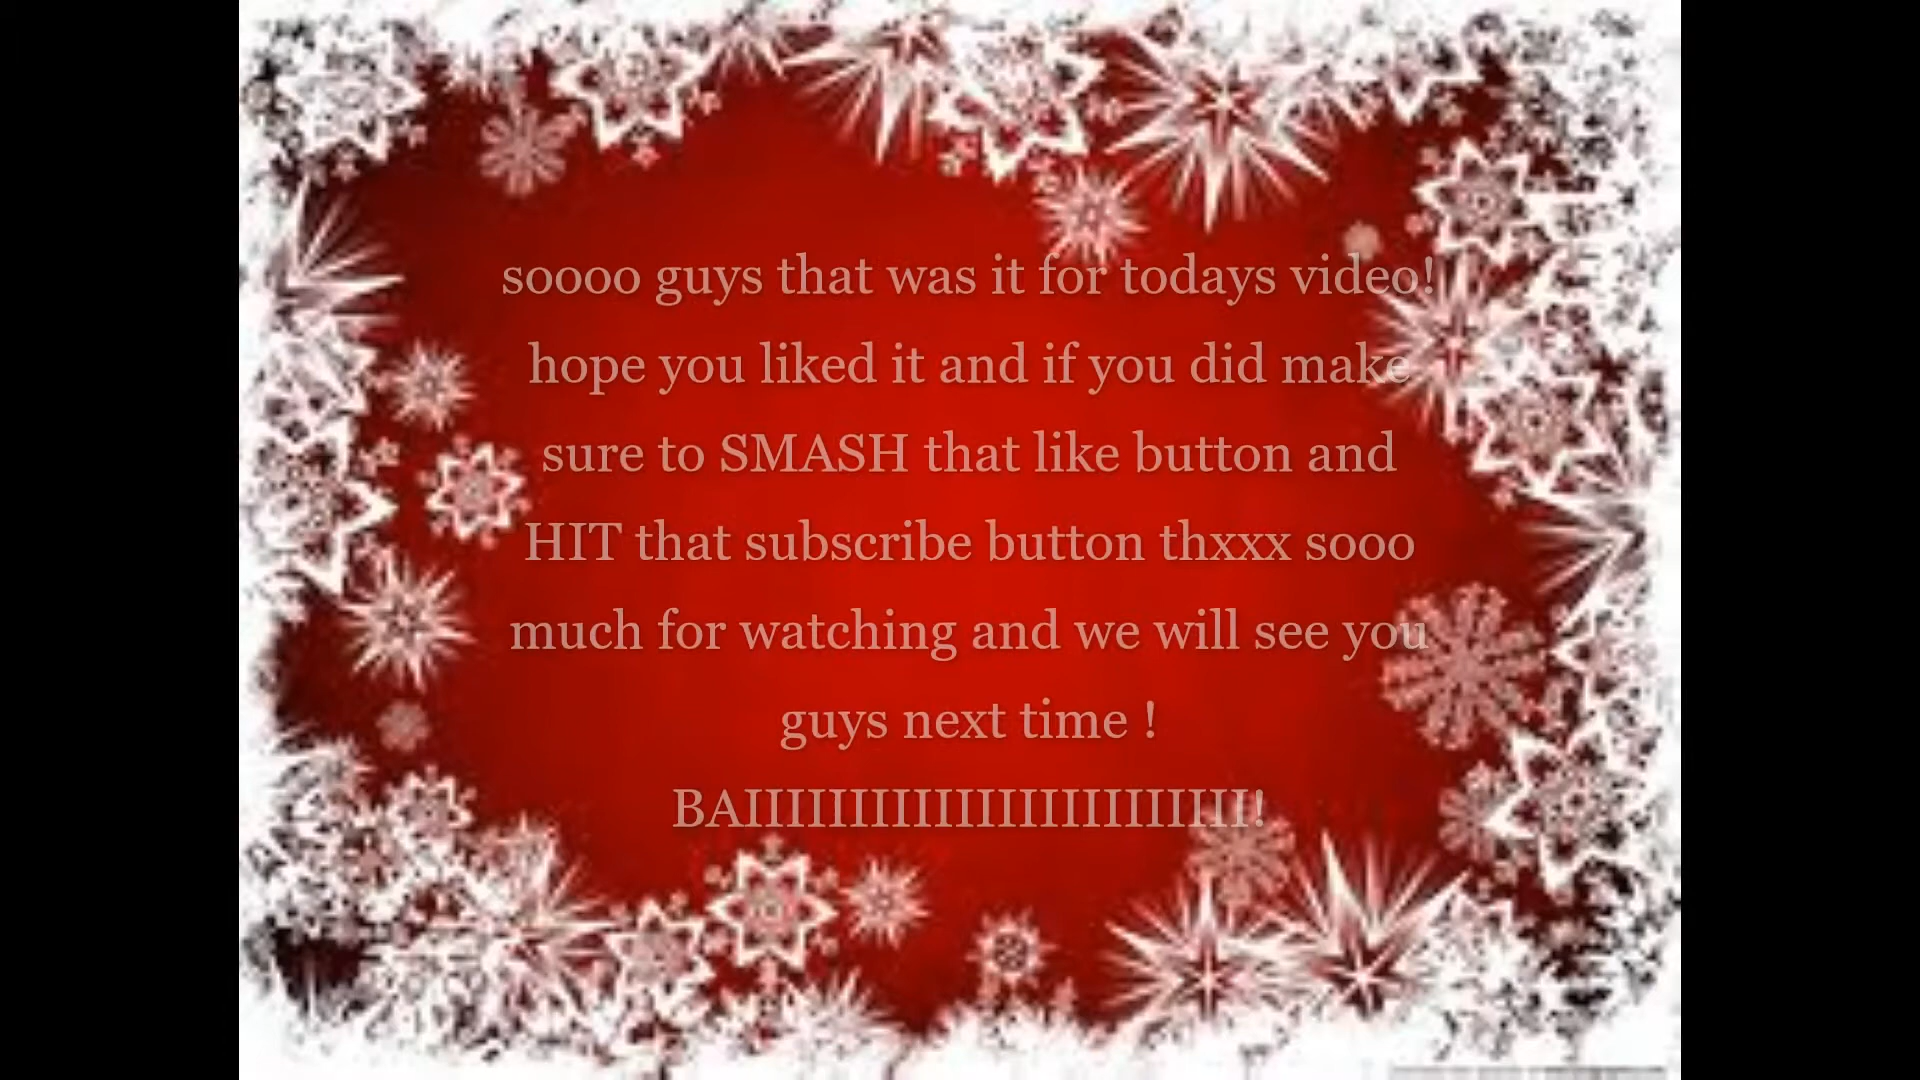 soooo guys that was it for todays video!
hope you liked it and if you did make
sure to SMASH that like button and
HIT that subscribe button thxxx sooo
much for watching and we will see you
guys next time !
BAIIIIIIIIIIIIIIIIIIIIIIII!